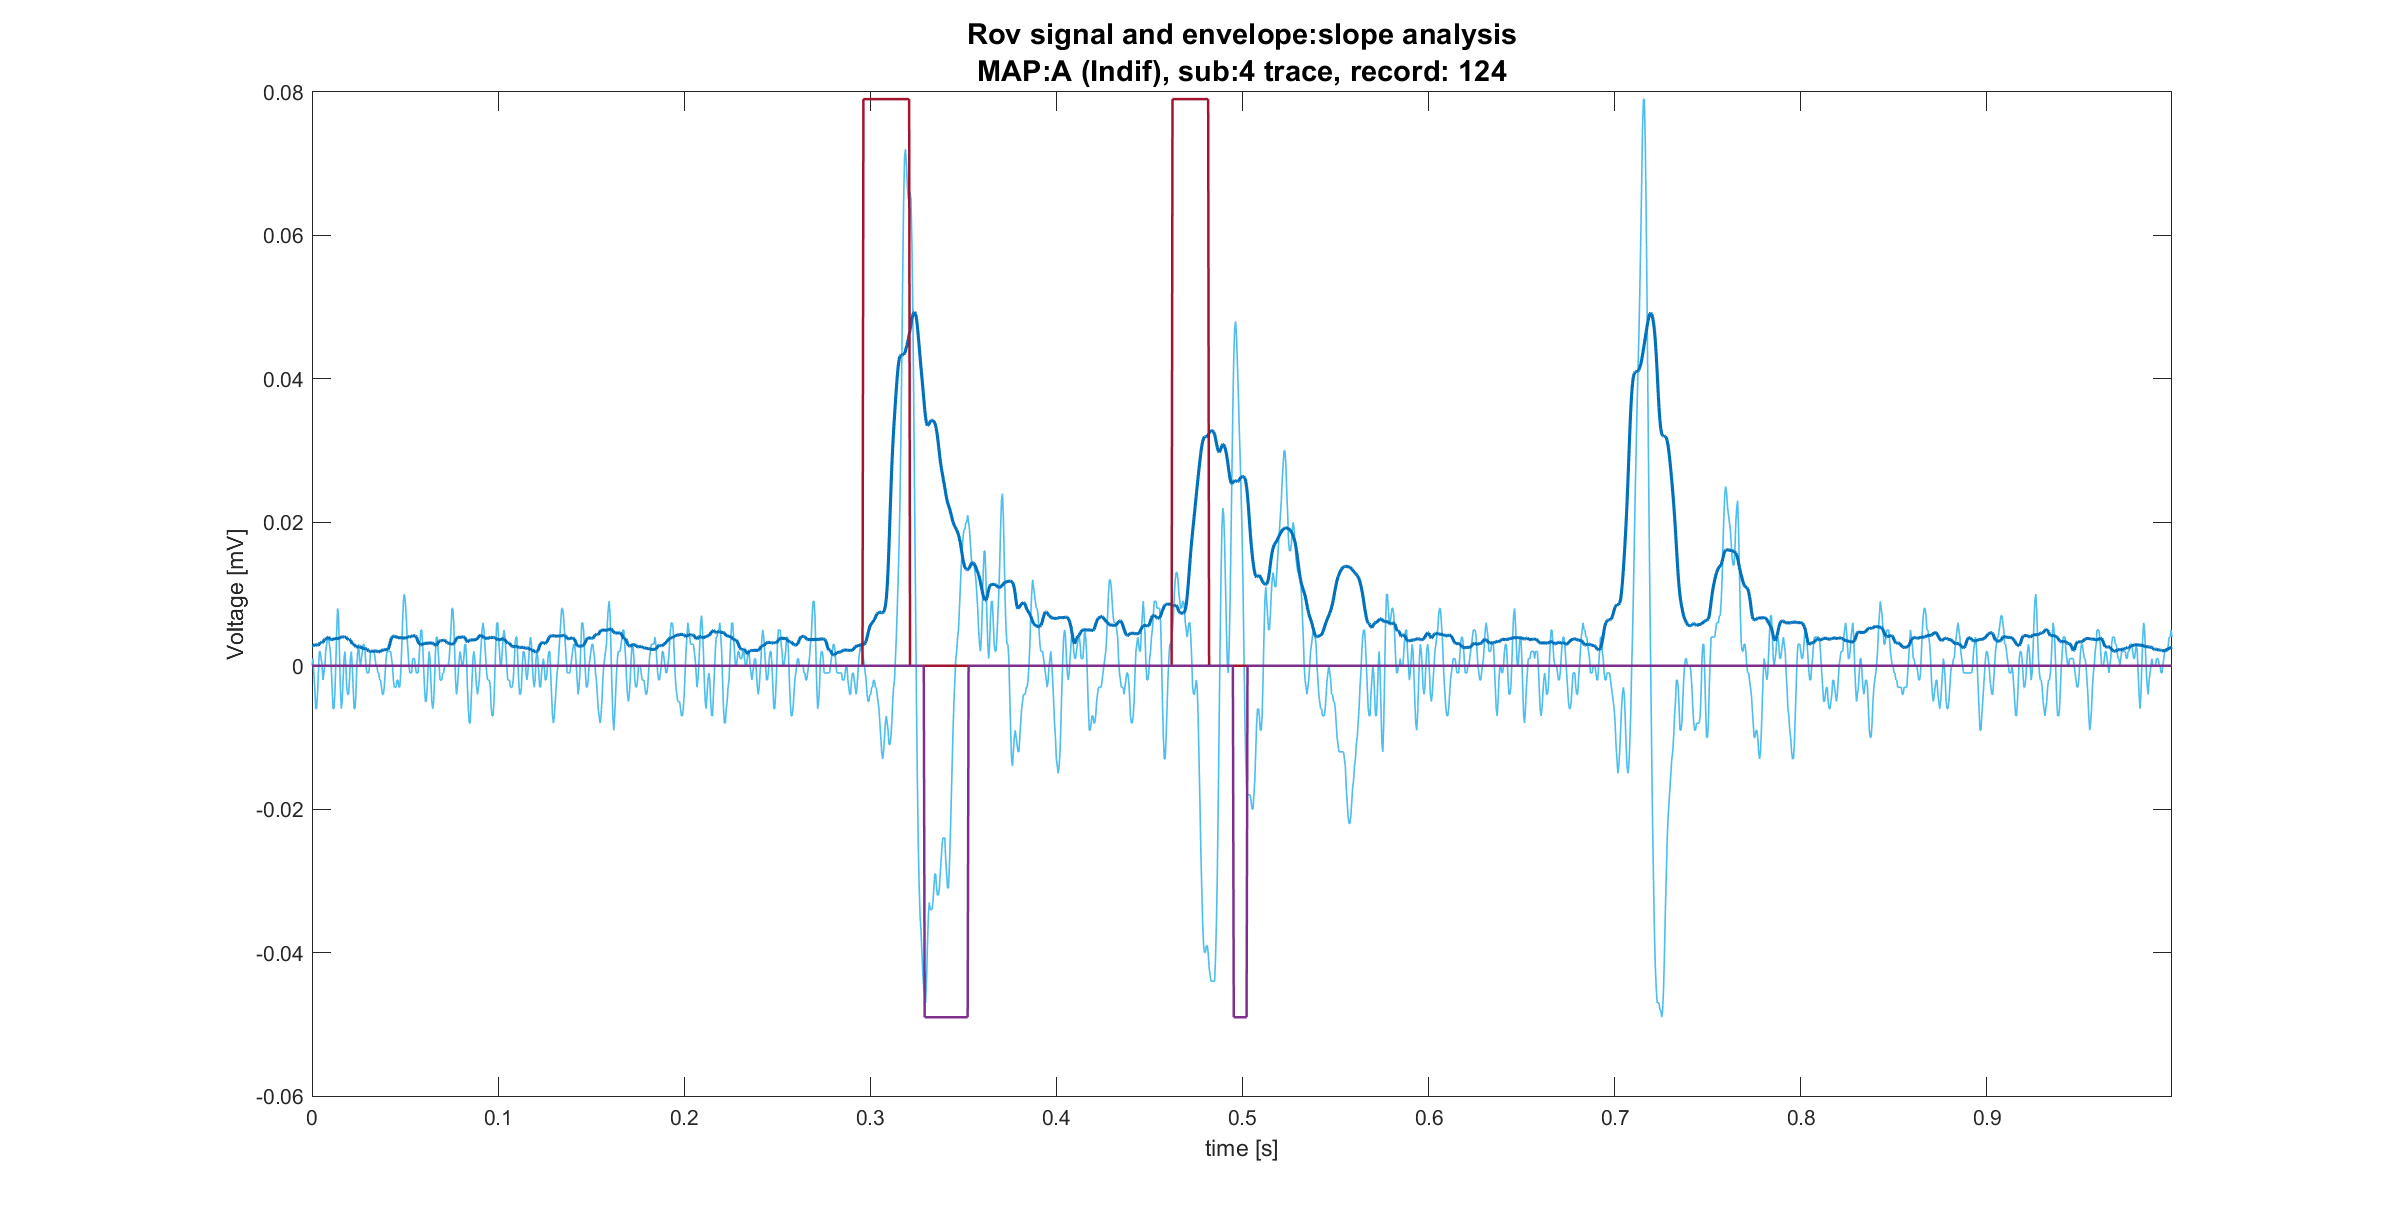 Rov signal and envelope:slope analysis
MAP:A (Indif), sub:4 trace, record: 124
0.08
0.06
0.04
0.02
0
-0.02
-0.04
-0.06
Voltage [mV]
0 0.1 0.2 0.3 0.4 0.5 0.6 0.7 0.8 0.9
time [s]